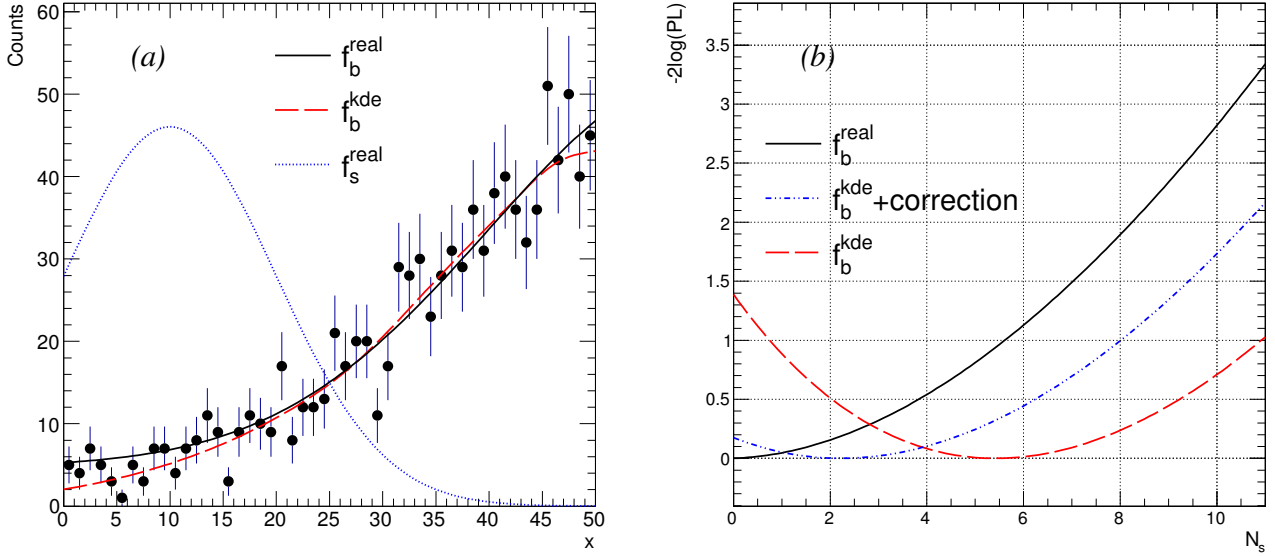 Counts
60
50
40
30
20
10
0
(a)
f_b^real
f_b^kde
f_s^real
0 5 10 15 20 25 30 35 40 45 50
x
-2log(PL)
3.5
3
2.5
2
1.5
1
0.5
0
(b)
f_b^real
f_b^kde+correction
f_b^kde
0 2 4 6 8 10
N_s